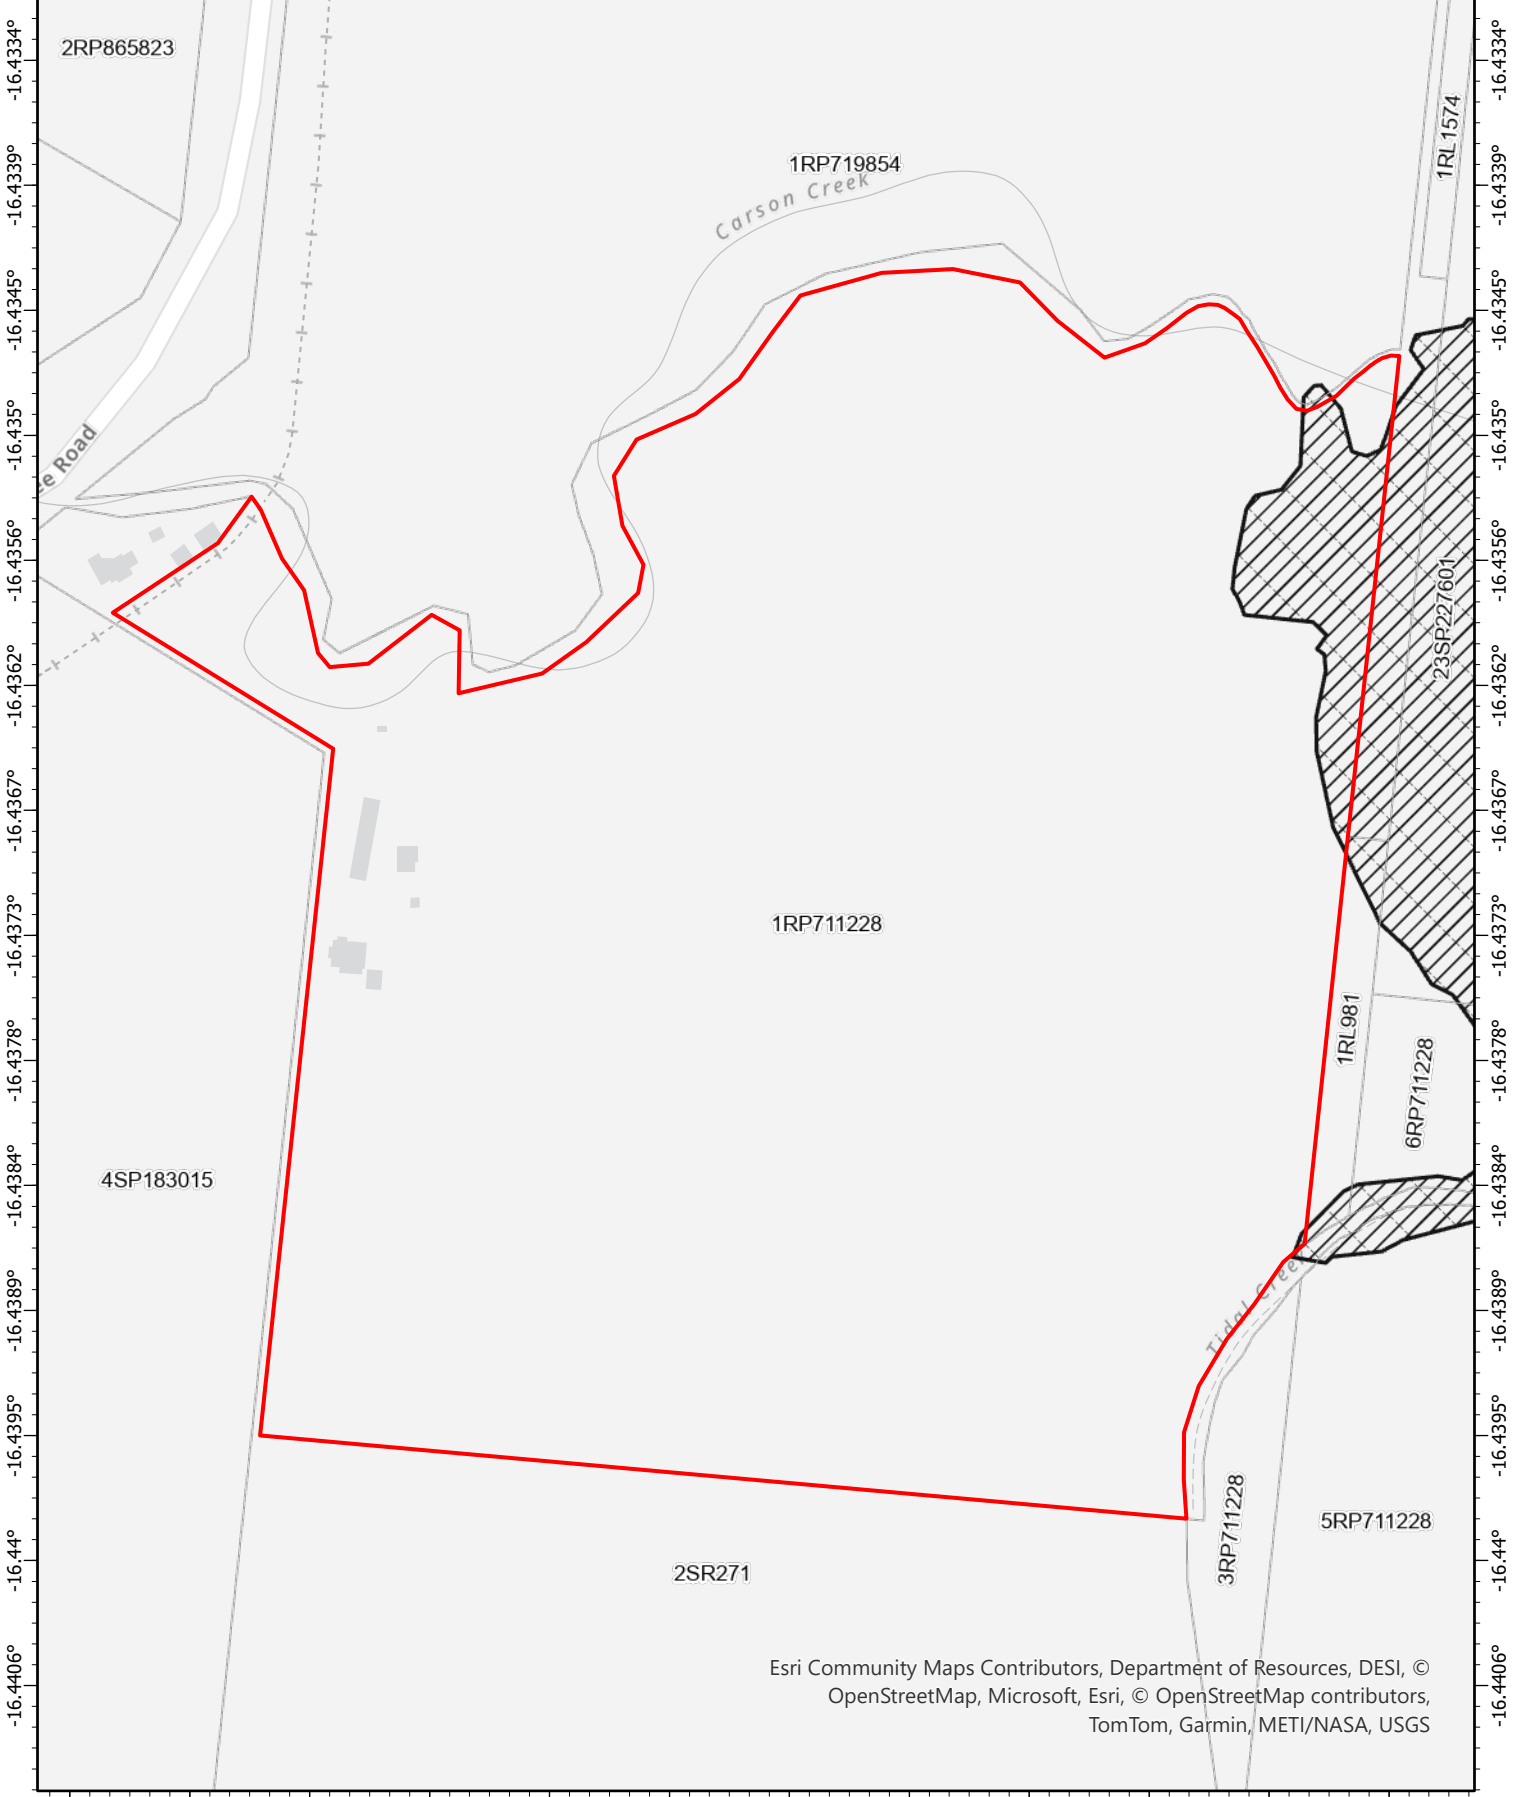 -16.4334°
-16.4339°
-16.4345°
-16.435°
-16.4356°
-16.4362°
-16.4367°
-16.4373°
-16.4378°
-16.4384°
-16.4389°
-16.4395°
-16.44°
-16.4406°
2RP865823
1RP719854
Carson Creek
1RL1574
ee Road
23SP227601
1RP711228
1RL981
6RP711228
4SP183015
Tidal Creek
3RP711228
5RP711228
2SR271
Esri Community Maps Contributors, Department of Resources, DESI, ©
OpenStreetMap, Microsoft, Esri, © OpenStreetMap contributors,
TomTom, Garmin, METI/NASA, USGS
-16.4334°
-16.4339°
-16.4345°
-16.435°
-16.4356°
-16.4362°
-16.4367°
-16.4373°
-16.4378°
-16.4384°
-16.4389°
-16.4395°
-16.44°
-16.4406°